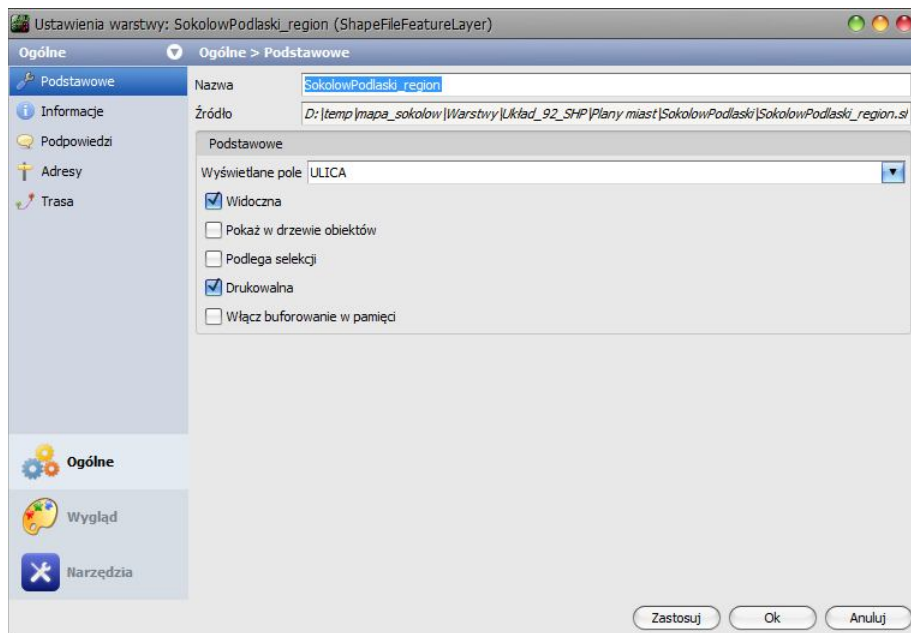 Ustawienia warstwy: SokolowPodlaski_region (ShapeFileFeatureLayer)
Ogólne
Ogólne > Podstawowe
Podstawowe
Informacje
Podpowiedzi
Adresy
Trasa
Nazwa SokolowPodlaski_region
Źródło D:\temp\mapa_sokolow\Warstwy\Układ_92_SHP\Plany miast\SokolowPodlaski\SokolowPodlaski_region.sl
Podstawowe
Wyświetlane pole ULICA
Widoczna
Pokaż w drzewie obiektów
Podlega selekcji
Drukowalna
Włącz buforowanie w pamięci
Ogólne
Wygląd
Narzędzia
Zastosuj Ok Anuluj